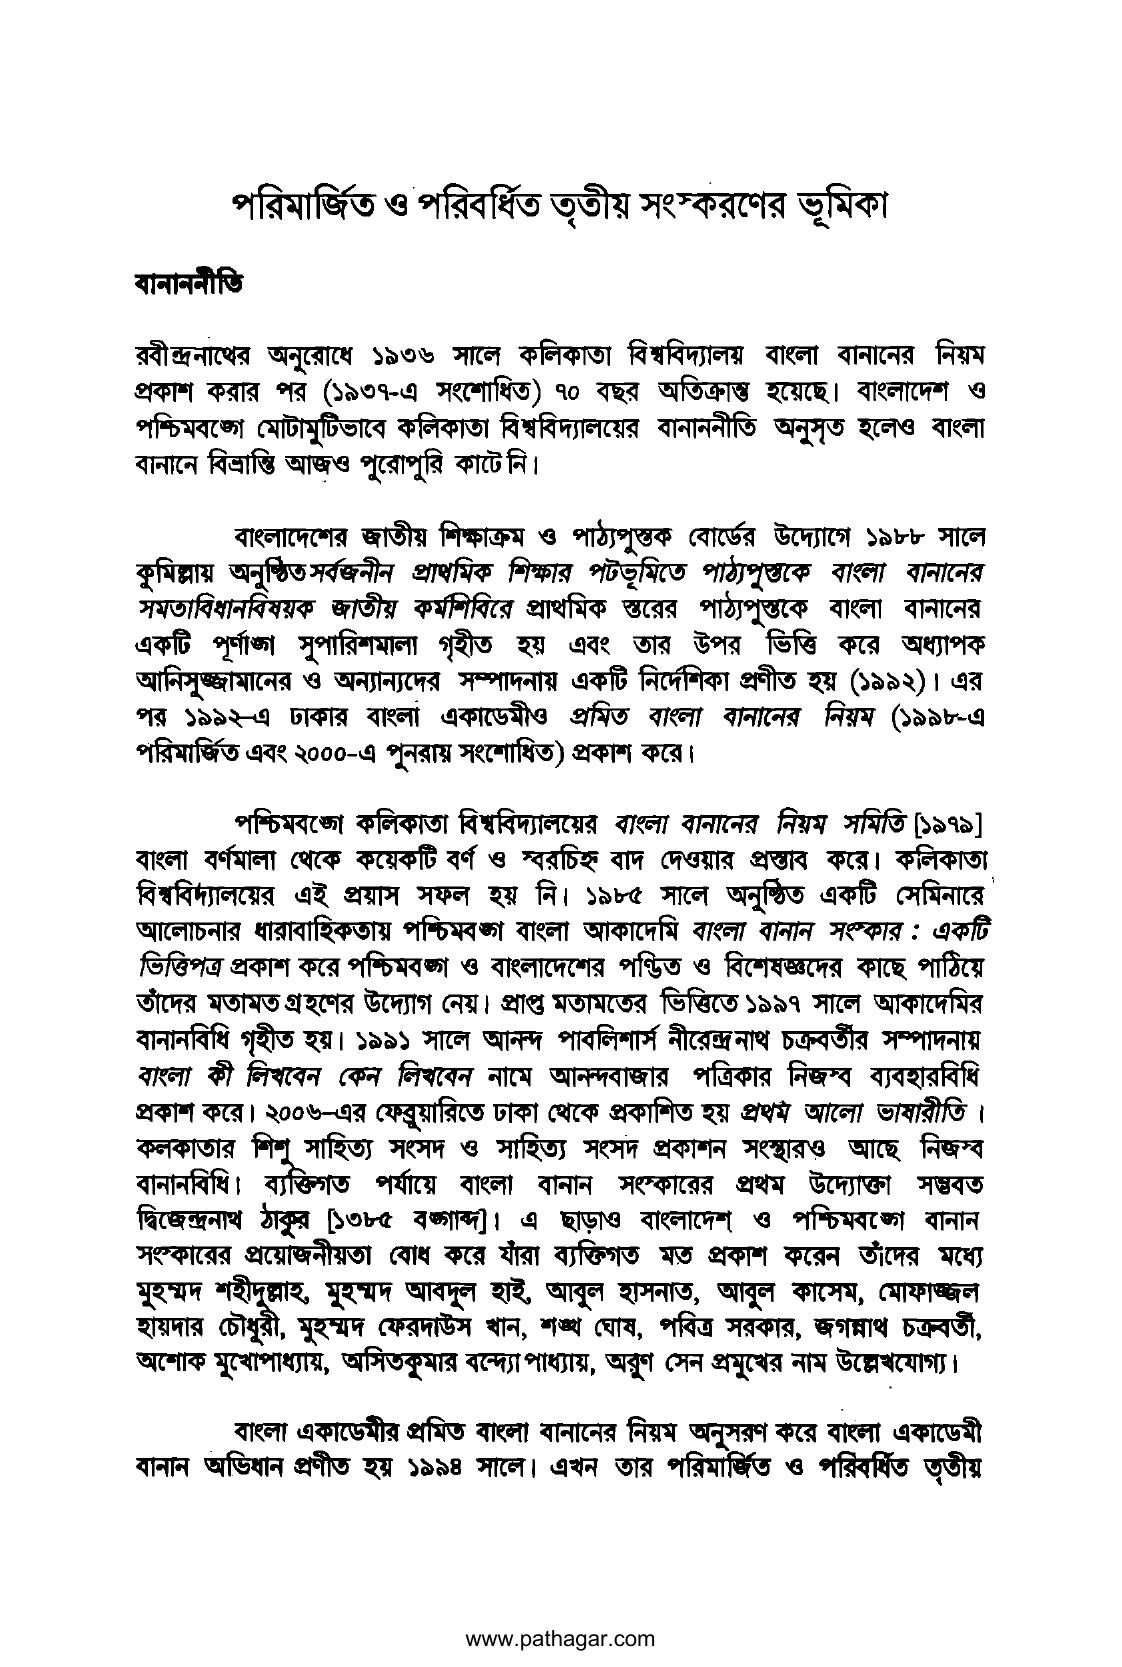 পরিমার্জিত ও পরিবর্ধিত তৃতীয় সংস্করণের ভূমিকা
বানাননীতি
রবীন্দ্রনাথের অনুরোধে ১৯৩৬ সালে কলিকাতা বিশ্ববিদ্যালয় বাংলা বানানের নিয়ম
প্রকাশ করার পর (১৯৩৭-এ সংশোধিত) ৭০ বছর অতিক্রান্ত হয়েছে। বাংলাদেশ ও
পশ্চিমবঙ্গে মোটামুটিভাবে কলিকাতা বিশ্ববিদ্যালয়ের বানাননীতি অনুসৃত হলেও বাংলা
বানানে বিভ্রান্তি আজও পুরোপুরি কাটে নি।
বাংলাদেশের জাতীয় শিক্ষাক্রম ও পাঠ্যপুস্তক বোর্ডের উদ্যোগে ১৯৮৮ সালে
কুমিল্লায় অনুষ্ঠিত সর্বজনীন প্রাথমিক শিক্ষার পটভূমিতে পাঠ্যপুস্তকে বাংলা বানানের
সমতাবিধানবিষয়ক জাতীয় কর্মশিবিরে প্রাথমিক স্তরের পাঠ্যপুস্তকে বাংলা বানানের
একটি পূর্ণাঙ্গ সুপারিশমালা গৃহীত হয় এবং তার উপর ভিত্তি করে অধ্যাপক
আনিসুজ্জামানের ও অন্যান্যদের সম্পাদনায় একটি নির্দেশিকা প্রণীত হয় (১৯৯২)। এর
পর ১৯৯২-এ ঢাকার বাংলা একাডেমীও প্রমিত বাংলা বানানের নিয়ম (১৯৯৮-এ
পরিমার্জিত এবং ২০০০-এ পুনরায় সংশোধিত) প্রকাশ করে।
পশ্চিমবঙ্গে কলিকাতা বিশ্ববিদ্যালয়ের বাংলা বানানের নিয়ম সমিতি [১৯৭৯]
বাংলা বর্ণমালা থেকে কয়েকটি বর্ণ ও স্বরচিহ্ন বাদ দেওয়ার প্রস্তাব করে। কলিকাতা
বিশ্ববিদ্যালয়ের এই প্রয়াস সফল হয় নি। ১৯৮৫ সালে অনুষ্ঠিত একটি সেমিনারে
আলোচনার ধারাবাহিকতায় পশ্চিমবঙ্গ বাংলা আকাদেমি বাংলা বানান সংস্কার : একটি
ভিত্তিপত্র প্রকাশ করে পশ্চিমবঙ্গ ও বাংলাদেশের পণ্ডিত ও বিশেষজ্ঞদের কাছে পাঠিয়ে
তাঁদের মতামত গ্রহণের উদ্যোগ নেয়। প্রাপ্ত মতামতের ভিত্তিতে ১৯৯৭ সালে আকাদেমির
বানানবিধি গৃহীত হয়। ১৯৯১ সালে আনন্দ পাবলিশার্স নীরেন্দ্রনাথ চক্রবর্তীর সম্পাদনায়
বাংলা কী লিখবেন কেন লিখবেন নামে আনন্দবাজার পত্রিকার নিজস্ব ব্যবহারবিধি
প্রকাশ করে। ২০০৬-এর ফেব্রুয়ারিতে ঢাকা থেকে প্রকাশিত হয় প্রথম আলো ভাষারীতি ।
কলকাতার শিশু সাহিত্য সংসদ ও সাহিত্য সংসদ প্রকাশন সংস্থারও আছে নিজস্ব
বানানবিধি। ব্যক্তিগত পর্যায়ে বাংলা বানান সংস্কারের প্রথম উদ্যোক্তা সম্ভবত
দ্বিজেন্দ্রনাথ ঠাকুর [১৩৮৫ বঙ্গাব্দ]। এ ছাড়াও বাংলাদেশ ও পশ্চিমবঙ্গে বানান
সংস্কারের প্রয়োজনীয়তা বোধ করে যাঁরা ব্যক্তিগত মত প্রকাশ করেন তাঁদের মধ্যে
মুহম্মদ শহীদুল্লাহ, মুহম্মদ আবদুল হাই, আবুল হাসনাত, আবুল কাসেম, মোফাজ্জল
হায়দার চৌধুরী, মুহম্মদ ফেরদাউস খান, শঙ্খ ঘোষ, পবিত্র সরকার, জগন্নাথ চক্রবর্তী,
অশোক মুখোপাধ্যায়, অসিতকুমার বন্দ্যোপাধ্যায়, অরুণ সেন প্রমুখের নাম উল্লেখযোগ্য।
বাংলা একাডেমীর প্রমিত বাংলা বানানের নিয়ম অনুসরণ করে বাংলা একাডেমী
বানান অভিধান প্রণীত হয় ১৯৯৪ সালে। এখন তার পরিমার্জিত ও পরিবর্ধিত তৃতীয়
www.pathagar.com